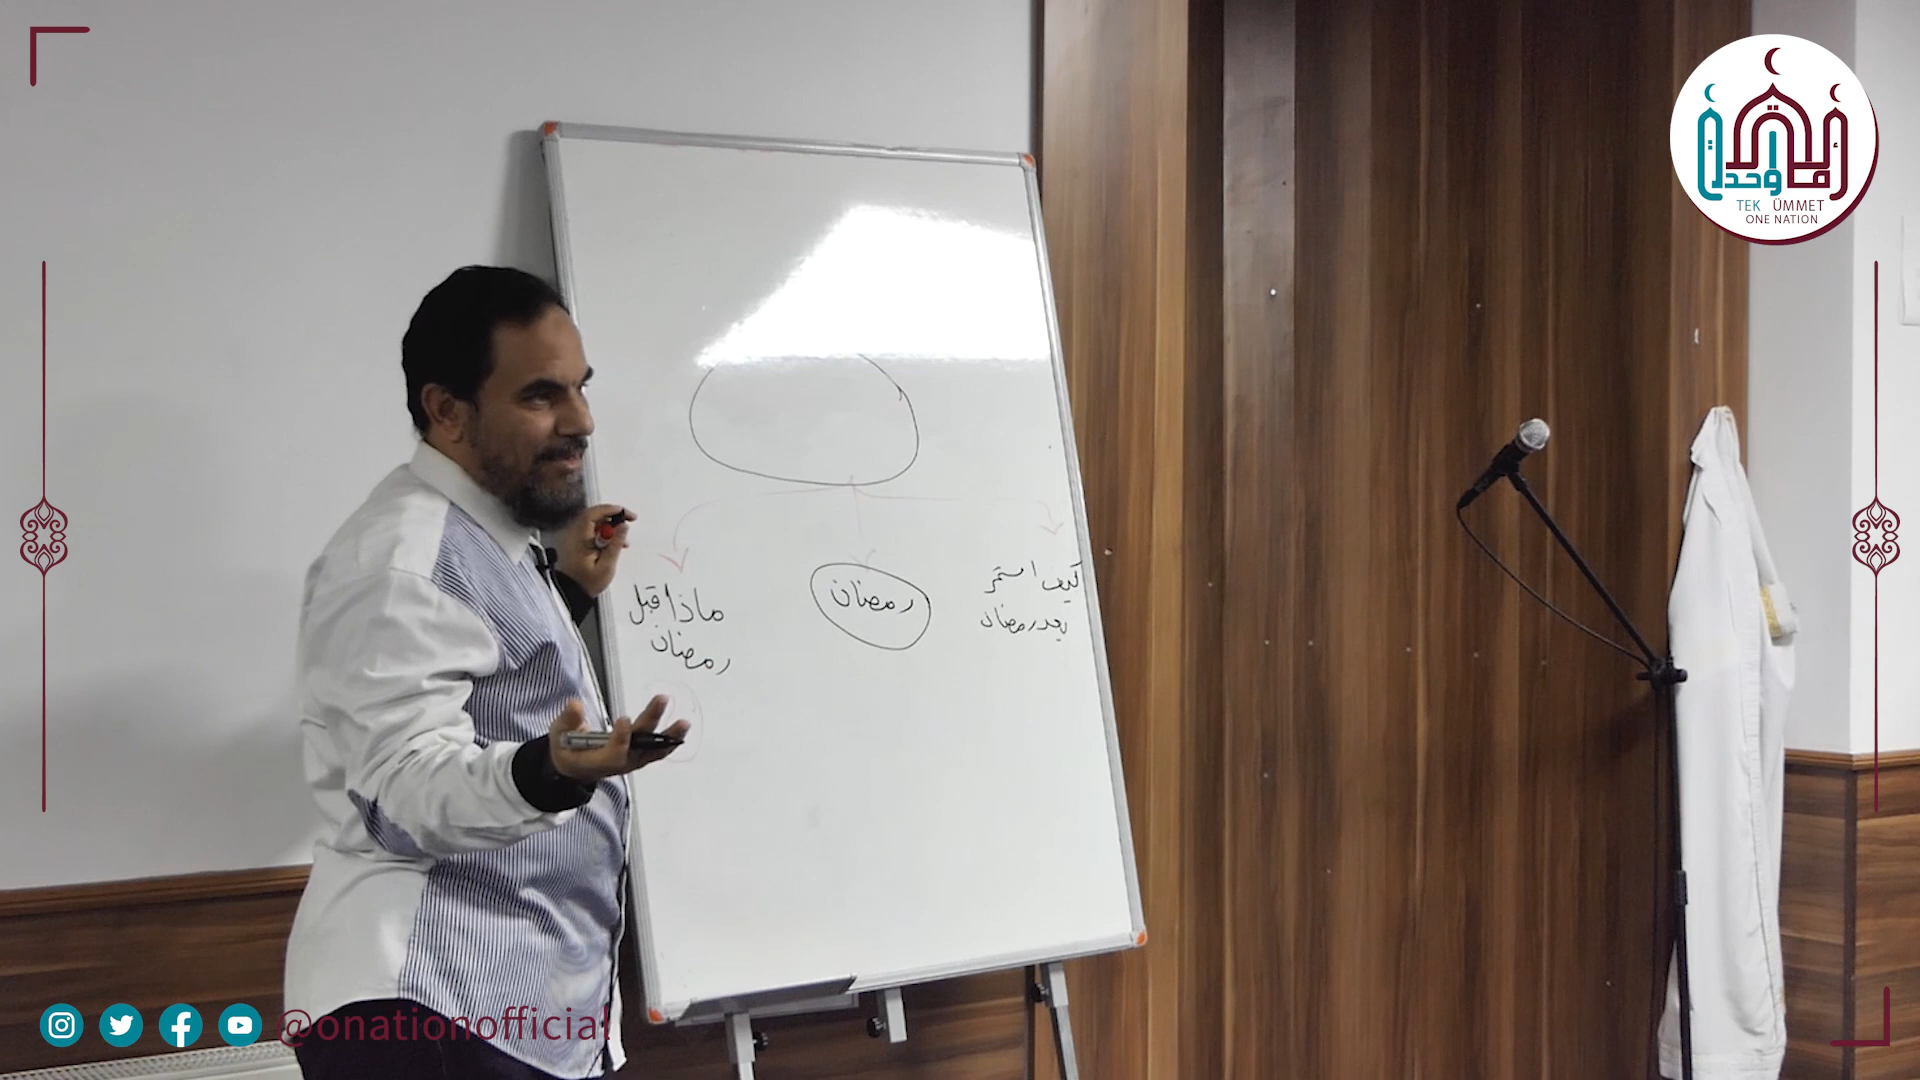 أمة واحدة
TEK ÜMMET
ONE NATION
كيف استمر
بعد رمضان
رمضان
ماذا قبل
رمضان
@onationofficial